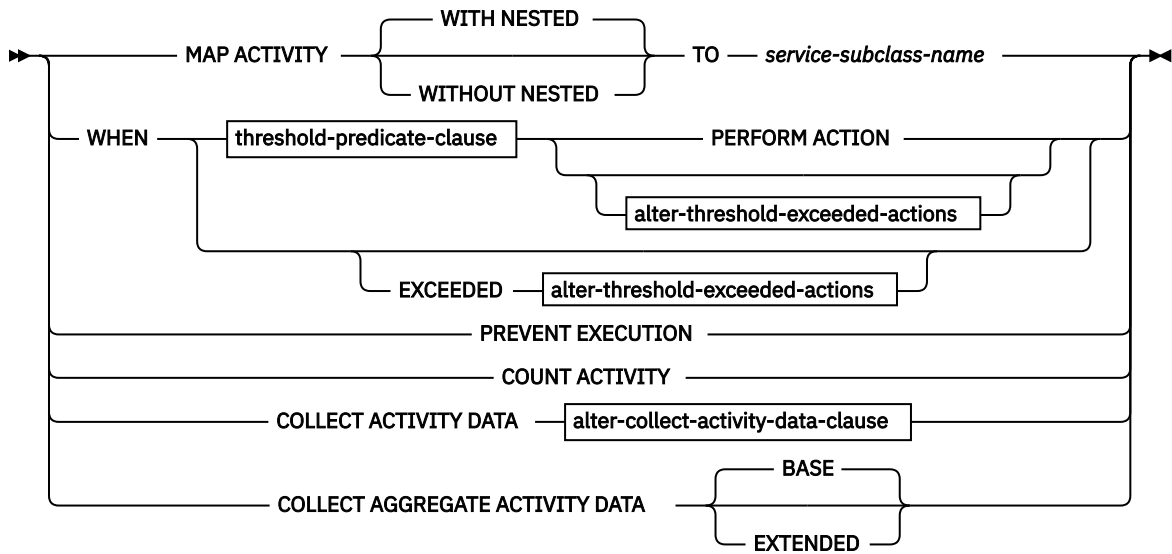 WITH NESTED
MAP ACTIVITY TO service-subclass-name
WITHOUT NESTED
WHEN threshold-predicate-clause PERFORM ACTION
alter-threshold-exceeded-actions
EXCEEDED alter-threshold-exceeded-actions
PREVENT EXECUTION
COUNT ACTIVITY
COLLECT ACTIVITY DATA alter-collect-activity-data-clause
BASE
COLLECT AGGREGATE ACTIVITY DATA
EXTENDED